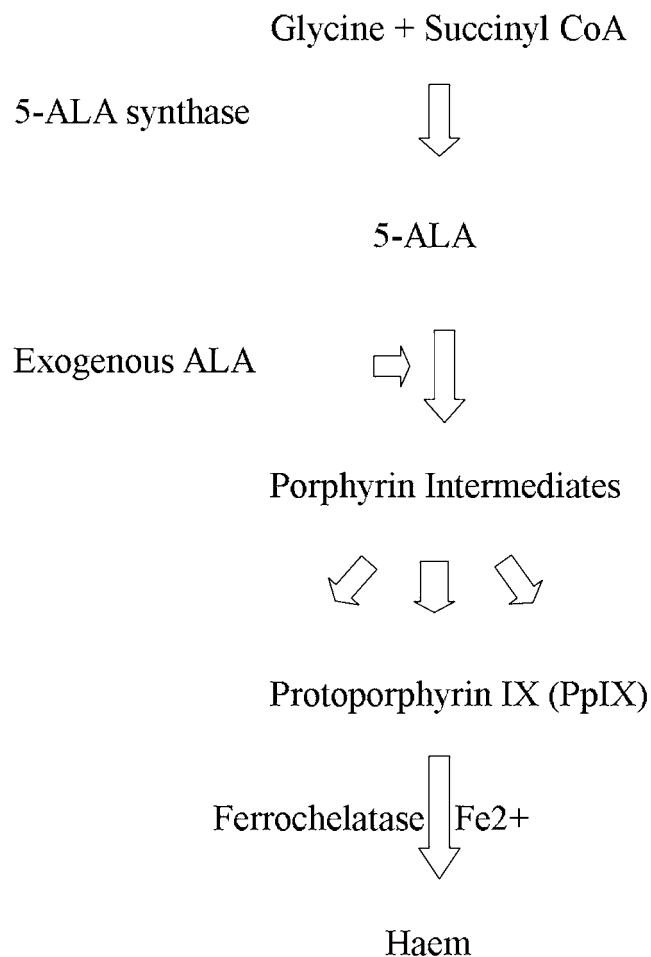 Glycine + Succinyl CoA
5-ALA synthase
5-ALA
Exogenous ALA
Porphyrin Intermediates
Protoporphyrin IX (PpIX)
Ferrochelatase Fe2+
Haem